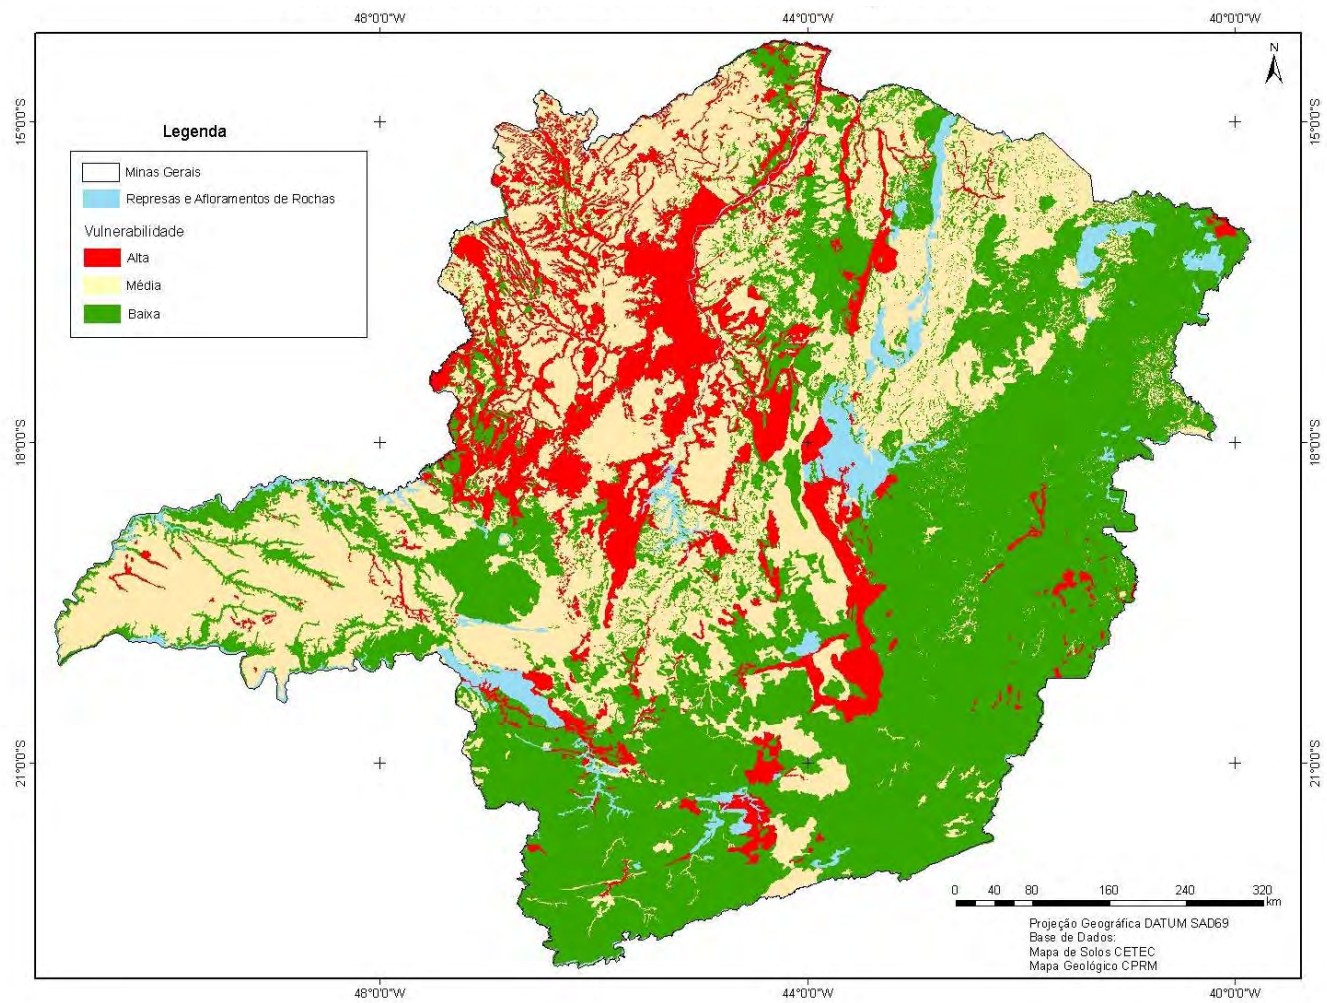 48°0'0"W 44°0'0"W 40°0'0"W
N
15°0'0"S 15°0'0"S
Legenda
Minas Gerais
Represas e Afloramentos de Rochas
Vulnerabilidade
Alta
Média
Baixa
18°0'0"S 18°0'0"S
21°0'0"S 21°0'0"S
0 40 80 160 240 320
km
Projeção Geográfica DATUM SAD69
Base de Dados:
Mapa de Solos CETEC
Mapa Geológico CPRM
48°0'0"W 44°0'0"W 40°0'0"W